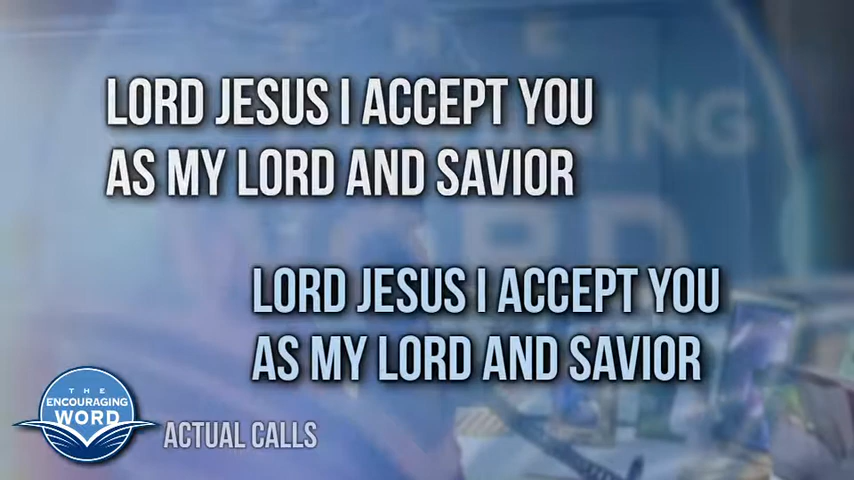 LORD JESUS I ACCEPT YOU
AS MY LORD AND SAVIOR
LORD JESUS I ACCEPT YOU
AS MY LORD AND SAVIOR
THE
ENCOURAGING
WORD
ACTUAL CALLS